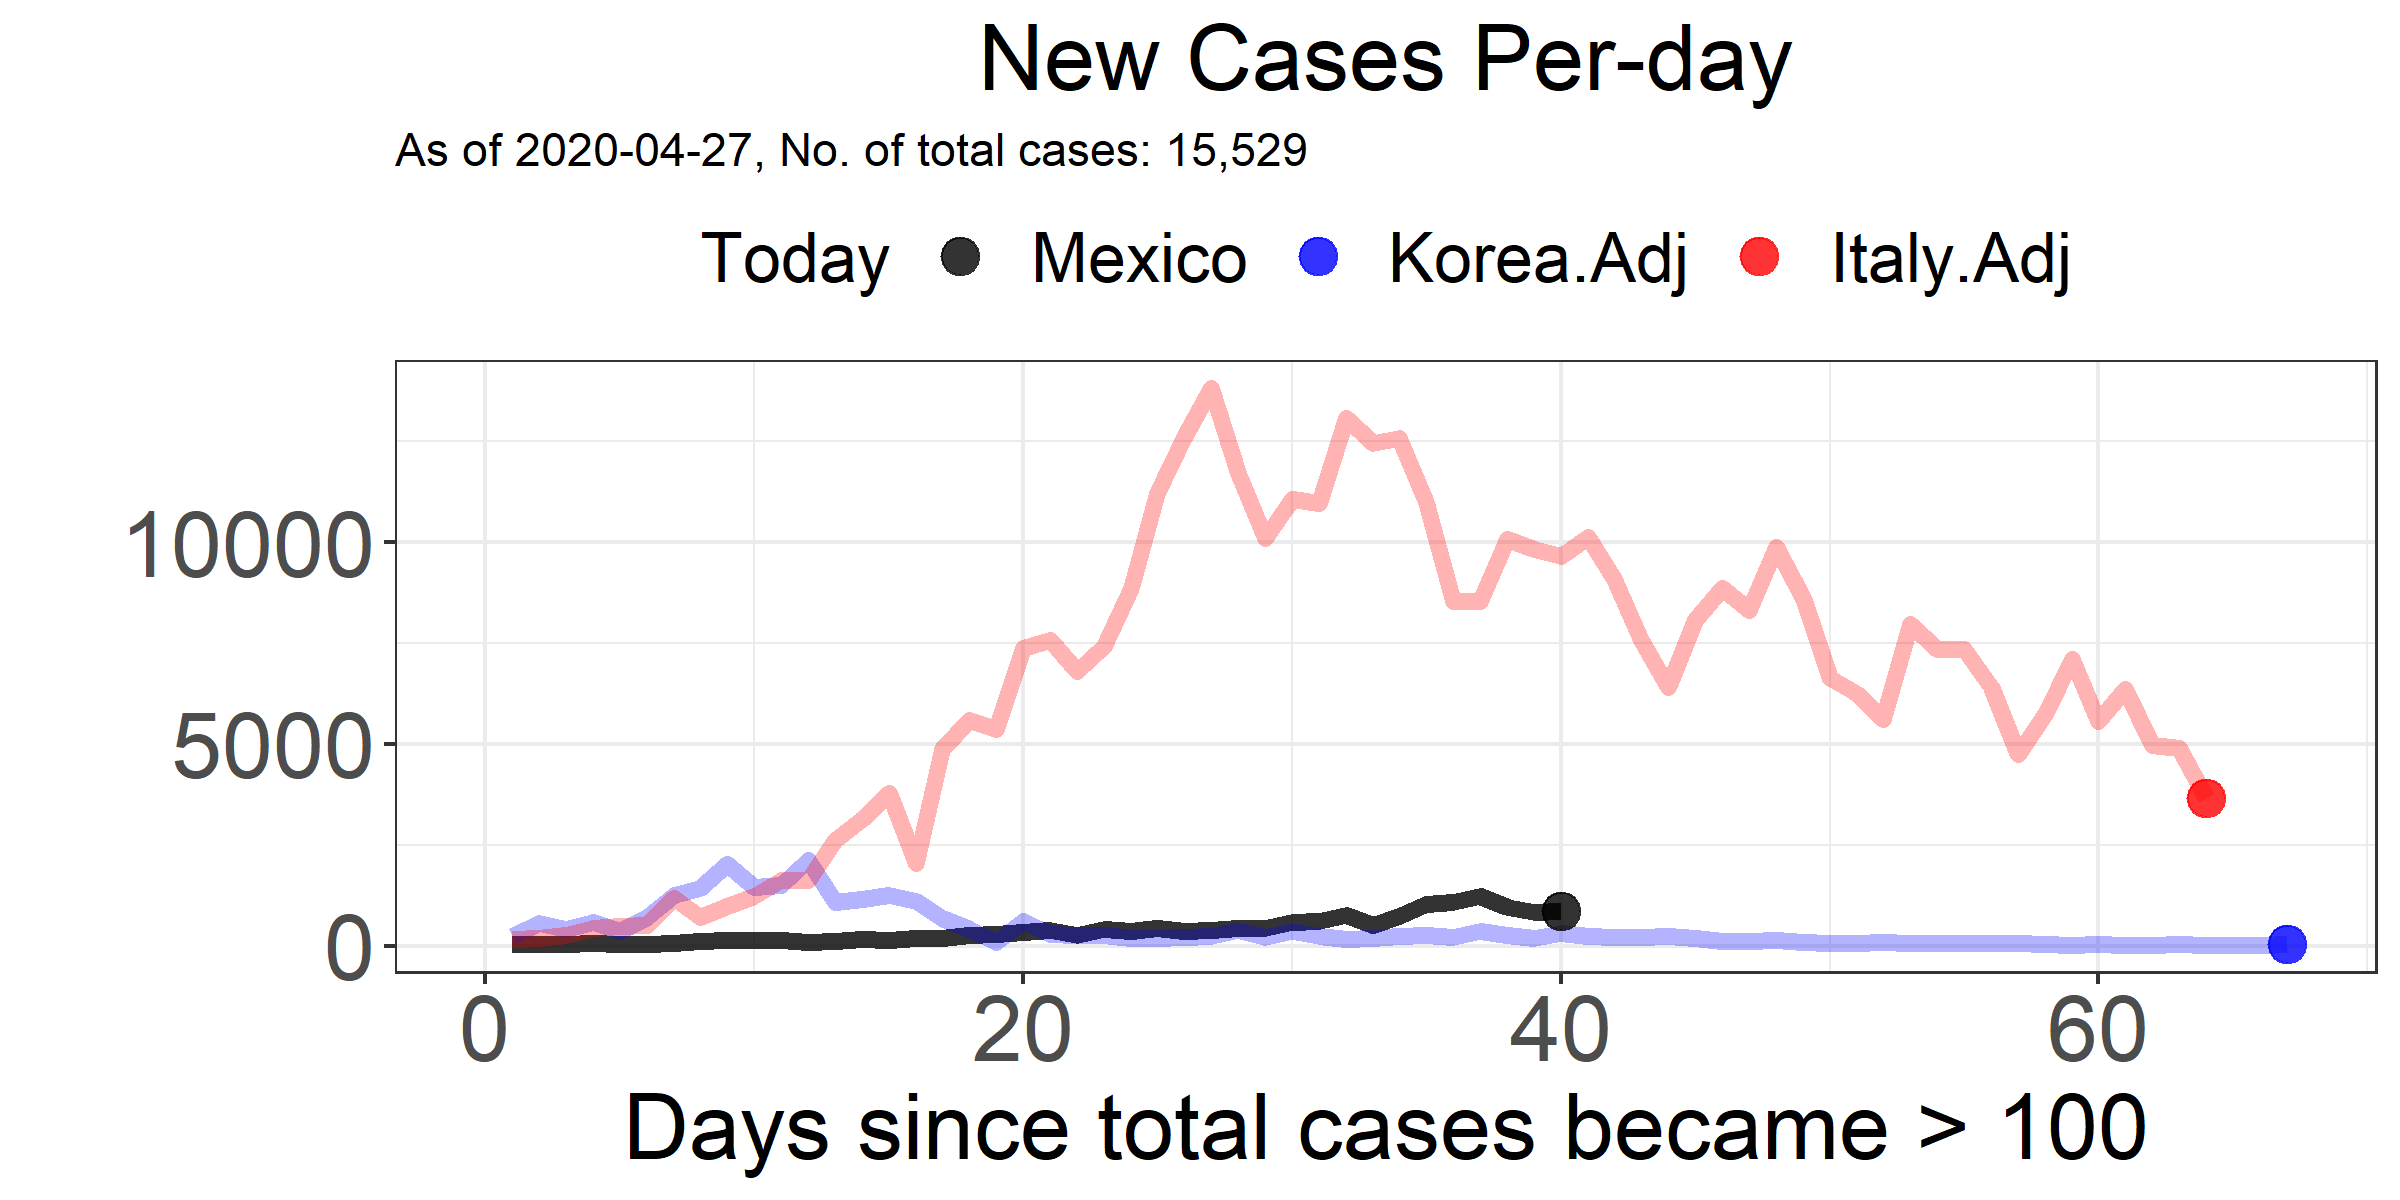 New Cases Per-day
As of 2020-04-27, No. of total cases: 15,529
Today Mexico Korea.Adj Italy.Adj
10000
5000
0
0 20 40 60
Days since total cases became > 100